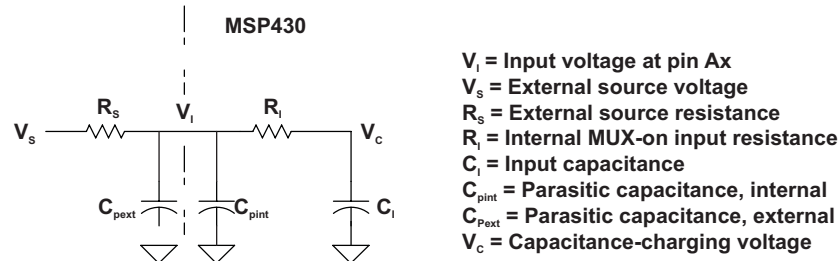 MSP430
V_S
R_S
V_I
R_I
V_C
C_pext
C_pint
C_I
V_I = Input voltage at pin Ax
V_S = External source voltage
R_S = External source resistance
R_I = Internal MUX-on input resistance
C_I = Input capacitance
C_pint = Parasitic capacitance, internal
C_Pext = Parasitic capacitance, external
V_C = Capacitance-charging voltage